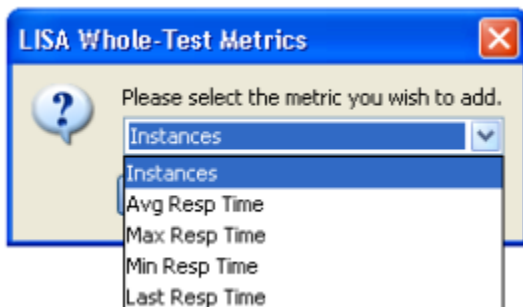 LISA Whole-Test Metrics
Please select the metric you wish to add.
Instances
Instances
Avg Resp Time
Max Resp Time
Min Resp Time
Last Resp Time